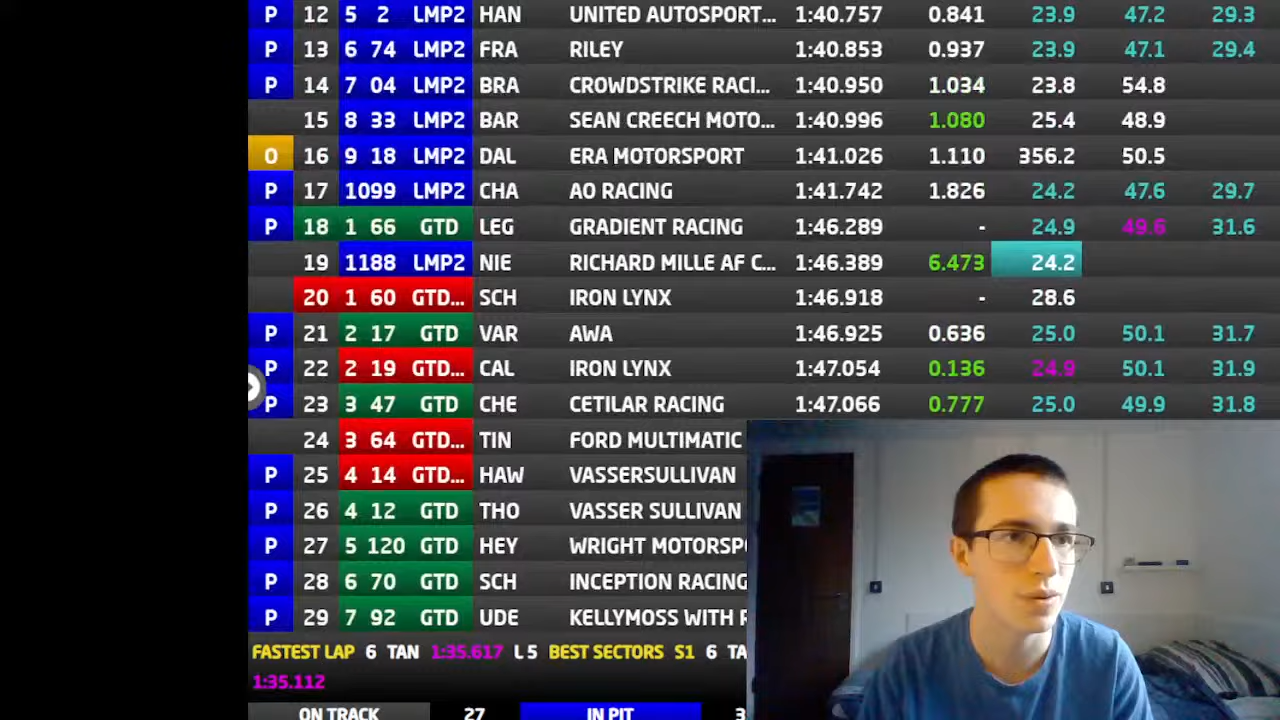 P 12 5 2 LMP2 HAN UNITED AUTOSPORT... 1:40.757 0.841 23.9 47.2 29.3
P 13 6 74 LMP2 FRA RILEY 1:40.853 0.937 23.9 47.1 29.4
P 14 7 04 LMP2 BRA CROWDSTRIKE RACI... 1:40.950 1.034 23.8 54.8
15 8 33 LMP2 BAR SEAN CREECH MOTO... 1:40.996 1.080 25.4 48.9
O 16 9 18 LMP2 DAL ERA MOTORSPORT 1:41.026 1.110 356.2 50.5
P 17 1099 LMP2 CHA AO RACING 1:41.742 1.826 24.2 47.6 29.7
P 18 1 66 GTD LEG GRADIENT RACING 1:46.289 - 24.9 49.6 31.6
19 1188 LMP2 NIE RICHARD MILLE AF C... 1:46.389 6.473 24.2
20 1 60 GTD... SCH IRON LYNX 1:46.918 - 28.6
P 21 2 17 GTD VAR AWA 1:46.925 0.636 25.0 50.1 31.7
P 22 2 19 GTD... CAL IRON LYNX 1:47.054 0.136 24.9 50.1 31.9
P 23 3 47 GTD CHE CETILAR RACING 1:47.066 0.777 25.0 49.9 31.8
24 3 64 GTD... TIN FORD MULTIMATIC
P 25 4 14 GTD... HAW VASSERSULLIVAN
P 26 4 12 GTD THO VASSER SULLIVAN
P 27 5 120 GTD HEY WRIGHT MOTORSPO
P 28 6 70 GTD SCH INCEPTION RACING
P 29 7 92 GTD UDE KELLYMOSS WITH R
FASTEST LAP 6 TAN 1:35.617 L 5 BEST SECTORS S1 6 TA
1:35.112
ON TRACK 27 IN PIT 3